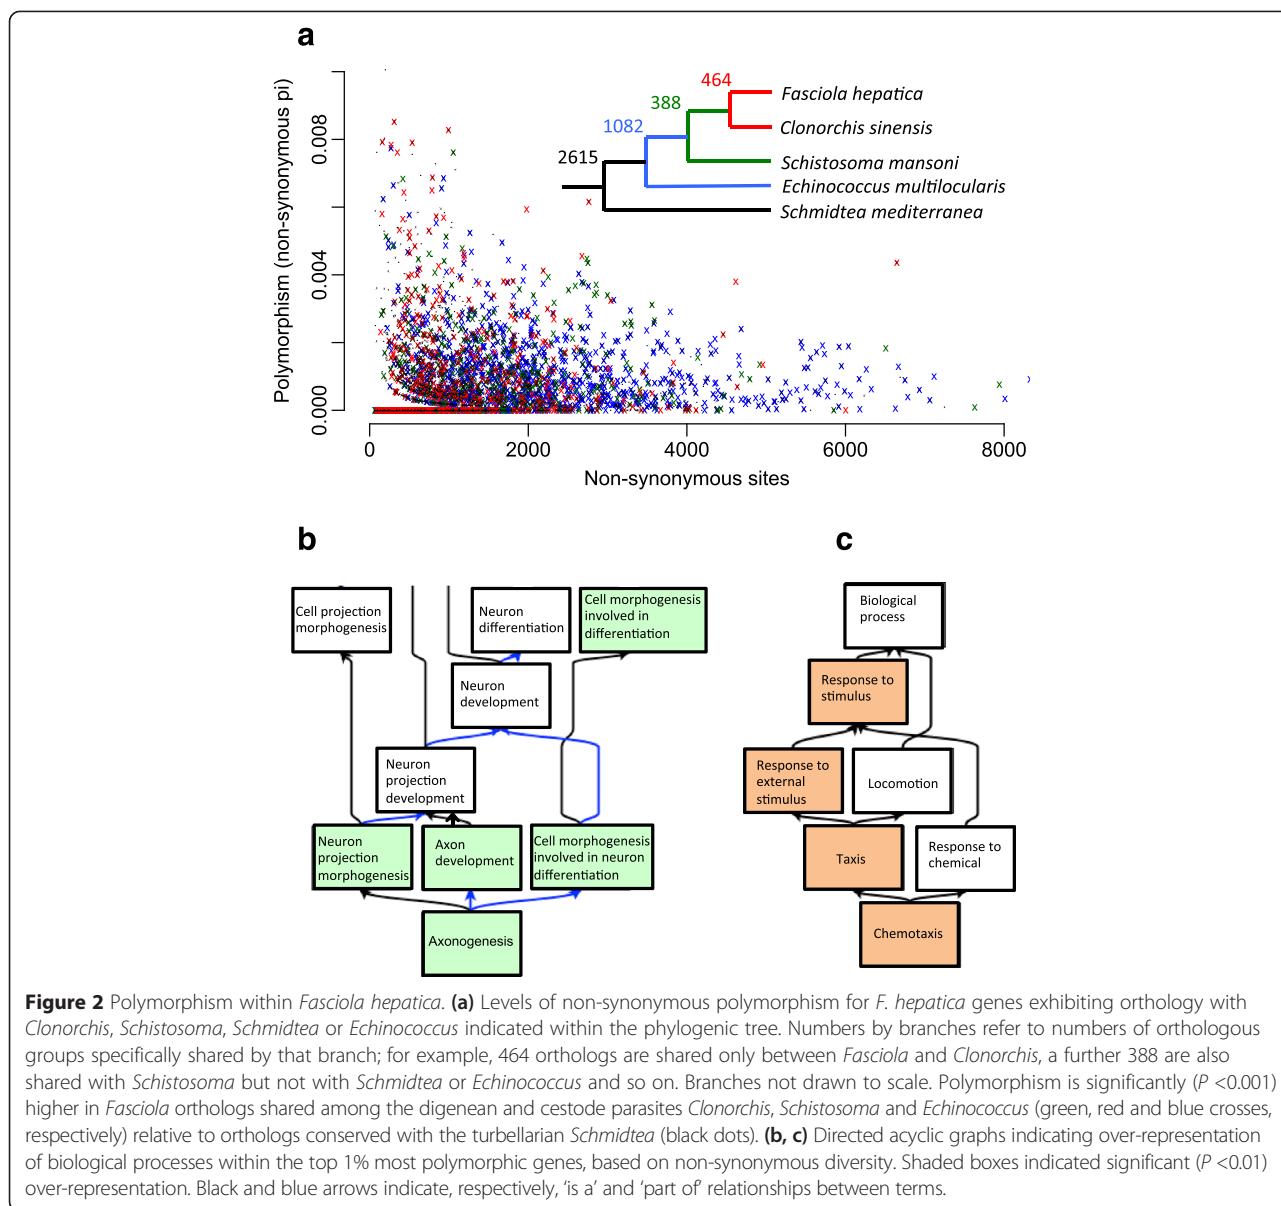 a
Polymorphism (non-synonymous pi)
0.008
0.004
0.000
0
2000
4000
6000
8000
Non-synonymous sites
464
388
1082
2615
Fasciola hepatica
Clonorchis sinensis
Schistosoma mansoni
Echinococcus multilocularis
Schmidtea mediterranea
b
Cell projection
morphogenesis
Neuron
differentiation
Cell morphogenesis
involved in
differentiation
Neuron
development
Neuron
projection
development
Neuron
projection
morphogenesis
Axon
development
Cell morphogenesis
involved in neuron
differentiation
Axonogenesis
c
Biological
process
Response to
stimulus
Response to
external
stimulus
Locomotion
Taxis
Response to
chemical
Chemotaxis
Figure 2 Polymorphism within Fasciola hepatica. (a) Levels of non-synonymous polymorphism for F. hepatica genes exhibiting orthology with
Clonorchis, Schistosoma, Schmidtea or Echinococcus indicated within the phylogenic tree. Numbers by branches refer to numbers of orthologous
groups specifically shared by that branch; for example, 464 orthologs are shared only between Fasciola and Clonorchis, a further 388 are also
shared with Schistosoma but not with Schmidtea or Echinococcus and so on. Branches not drawn to scale. Polymorphism is significantly (P <0.001)
higher in Fasciola orthologs shared among the digenean and cestode parasites Clonorchis, Schistosoma and Echinococcus (green, red and blue crosses,
respectively) relative to orthologs conserved with the turbellarian Schmidtea (black dots). (b, c) Directed acyclic graphs indicating over-representation
of biological processes within the top 1% most polymorphic genes, based on non-synonymous diversity. Shaded boxes indicated significant (P <0.01)
over-representation. Black and blue arrows indicate, respectively, ‘is a’ and ‘part of’ relationships between terms.